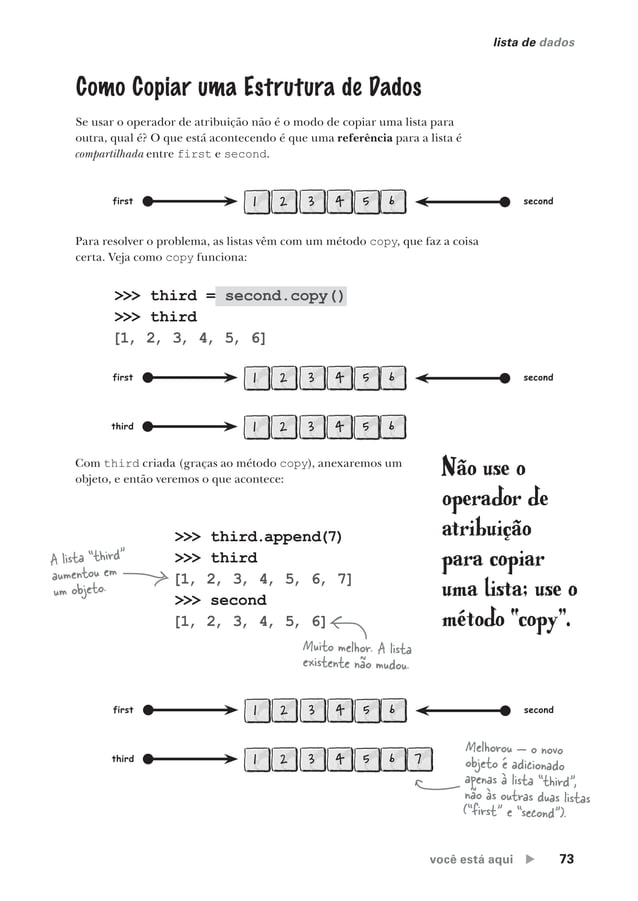 lista de dados
Como Copiar uma Estrutura de Dados
Se usar o operador de atribuição não é o modo de copiar uma lista para
outra, qual é? O que está acontecendo é que uma referência para a lista é
compartilhada entre first e second.
first 1 2 3 4 5 6 second
Para resolver o problema, as listas vêm com um método copy, que faz a coisa
certa. Veja como copy funciona:
>>> third = second.copy()
>>> third
[1, 2, 3, 4, 5, 6]
first 1 2 3 4 5 6 second
third 1 2 3 4 5 6
Com third criada (graças ao método copy), anexaremos um
objeto, e então veremos o que acontece:
Não use o
operador de
atribuição
para copiar
uma lista; use o
método "copy".
>>> third.append(7)
>>> third
[1, 2, 3, 4, 5, 6, 7]
>>> second
[1, 2, 3, 4, 5, 6]
A lista "third"
aumentou em
um objeto.
Muito melhor. A lista
existente não mudou.
first 1 2 3 4 5 6 second
third 1 2 3 4 5 6 7
Melhorou — o novo
objeto é adicionado
apenas à lista "third",
não às outras duas listas
("first" e "second").
você está aqui ▶ 73